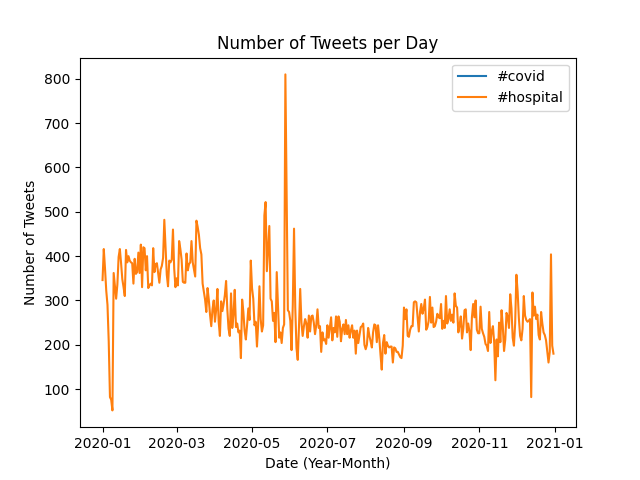 Number of Tweets per Day
#covid
#hospital
800
700
600
500
400
300
200
100
Number of Tweets
2020-01 2020-03 2020-05 2020-07 2020-09 2020-11 2021-01
Date (Year-Month)